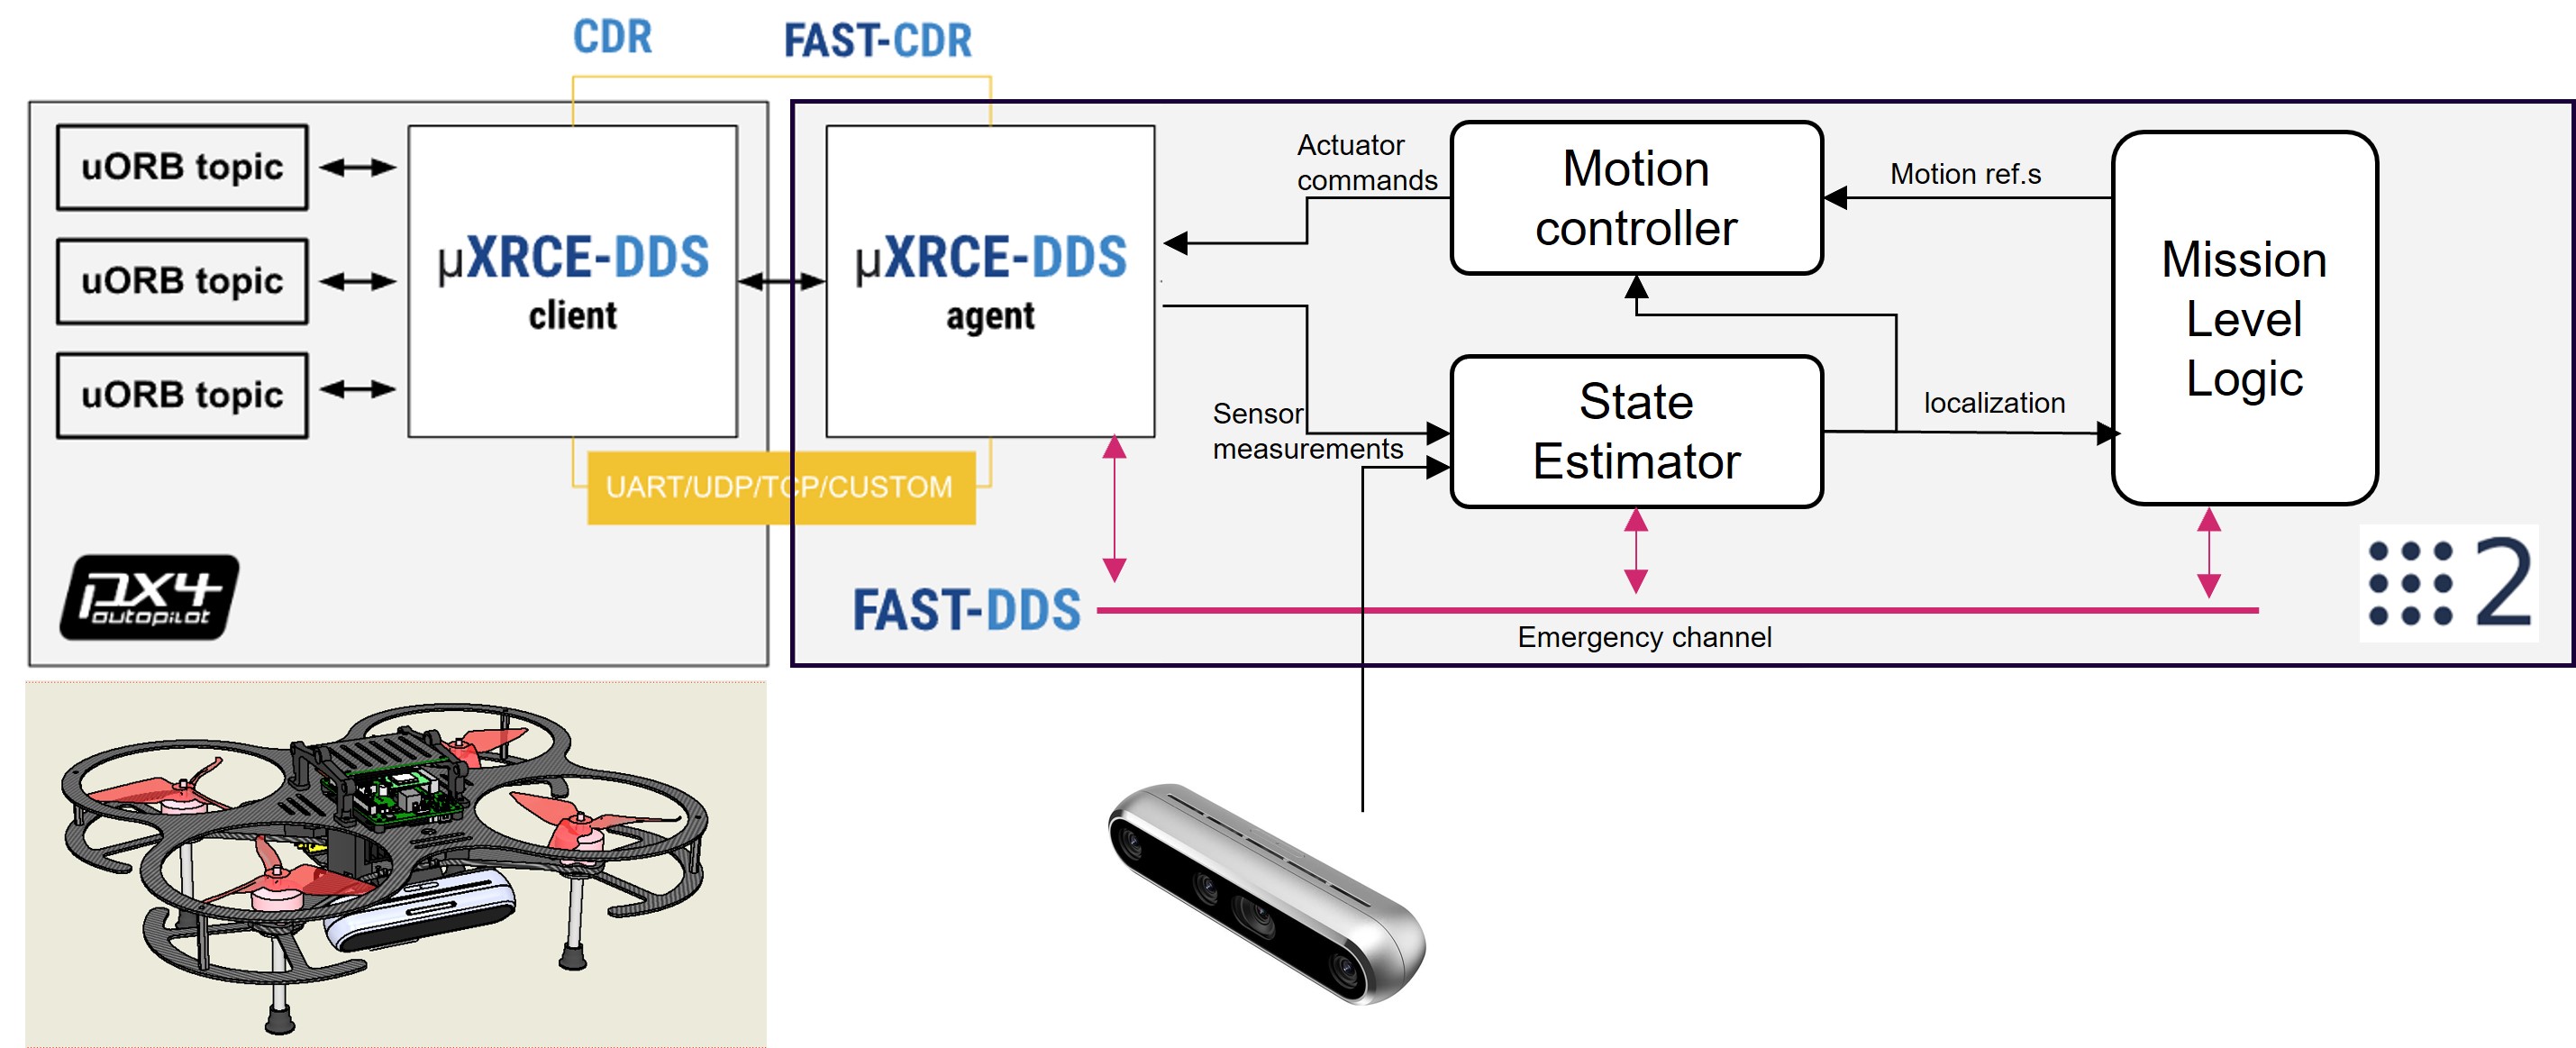 CDR
FAST-CDR
uORB topic
uORB topic
uORB topic
µXRCE-DDS
client
µXRCE-DDS
agent
UART/UDP/TCP/CUSTOM
px4
autopilot
Actuator
commands
Motion
controller
Motion ref.s
Mission
Level
Logic
Sensor
measurements
State
Estimator
localization
FAST-DDS
Emergency channel
2